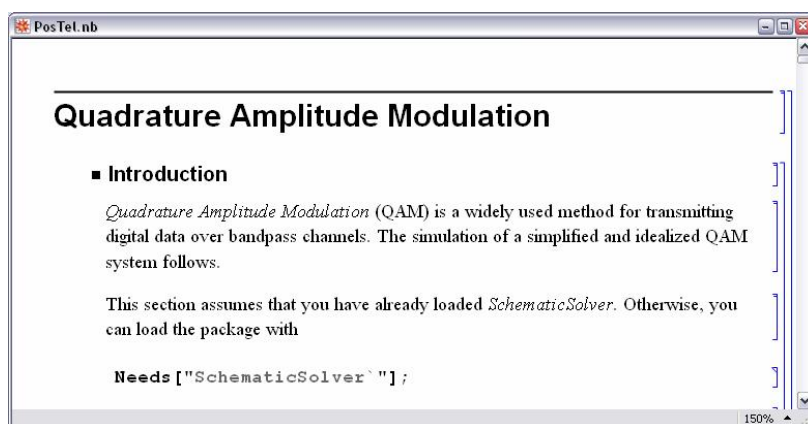 PosTel.nb
Quadrature Amplitude Modulation
Introduction
Quadrature Amplitude Modulation (QAM) is a widely used method for transmitting
digital data over bandpass channels. The simulation of a simplified and idealized QAM
system follows.
This section assumes that you have already loaded SchematicSolver. Otherwise, you
can load the package with
Needs["SchematicSolver`"];
150%